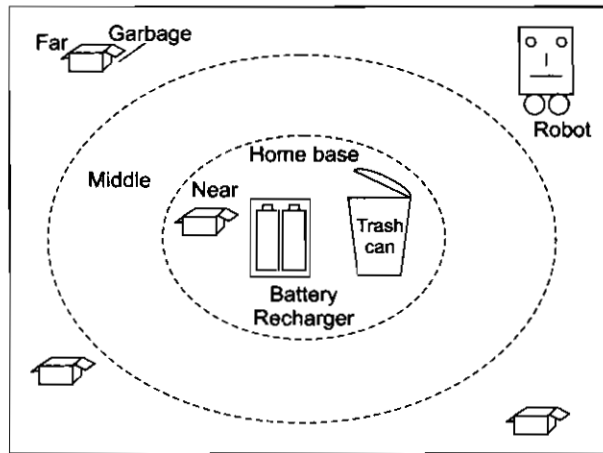 Far
Garbage
Robot
Home base
Middle
Near
Trash
can
Battery
Recharger